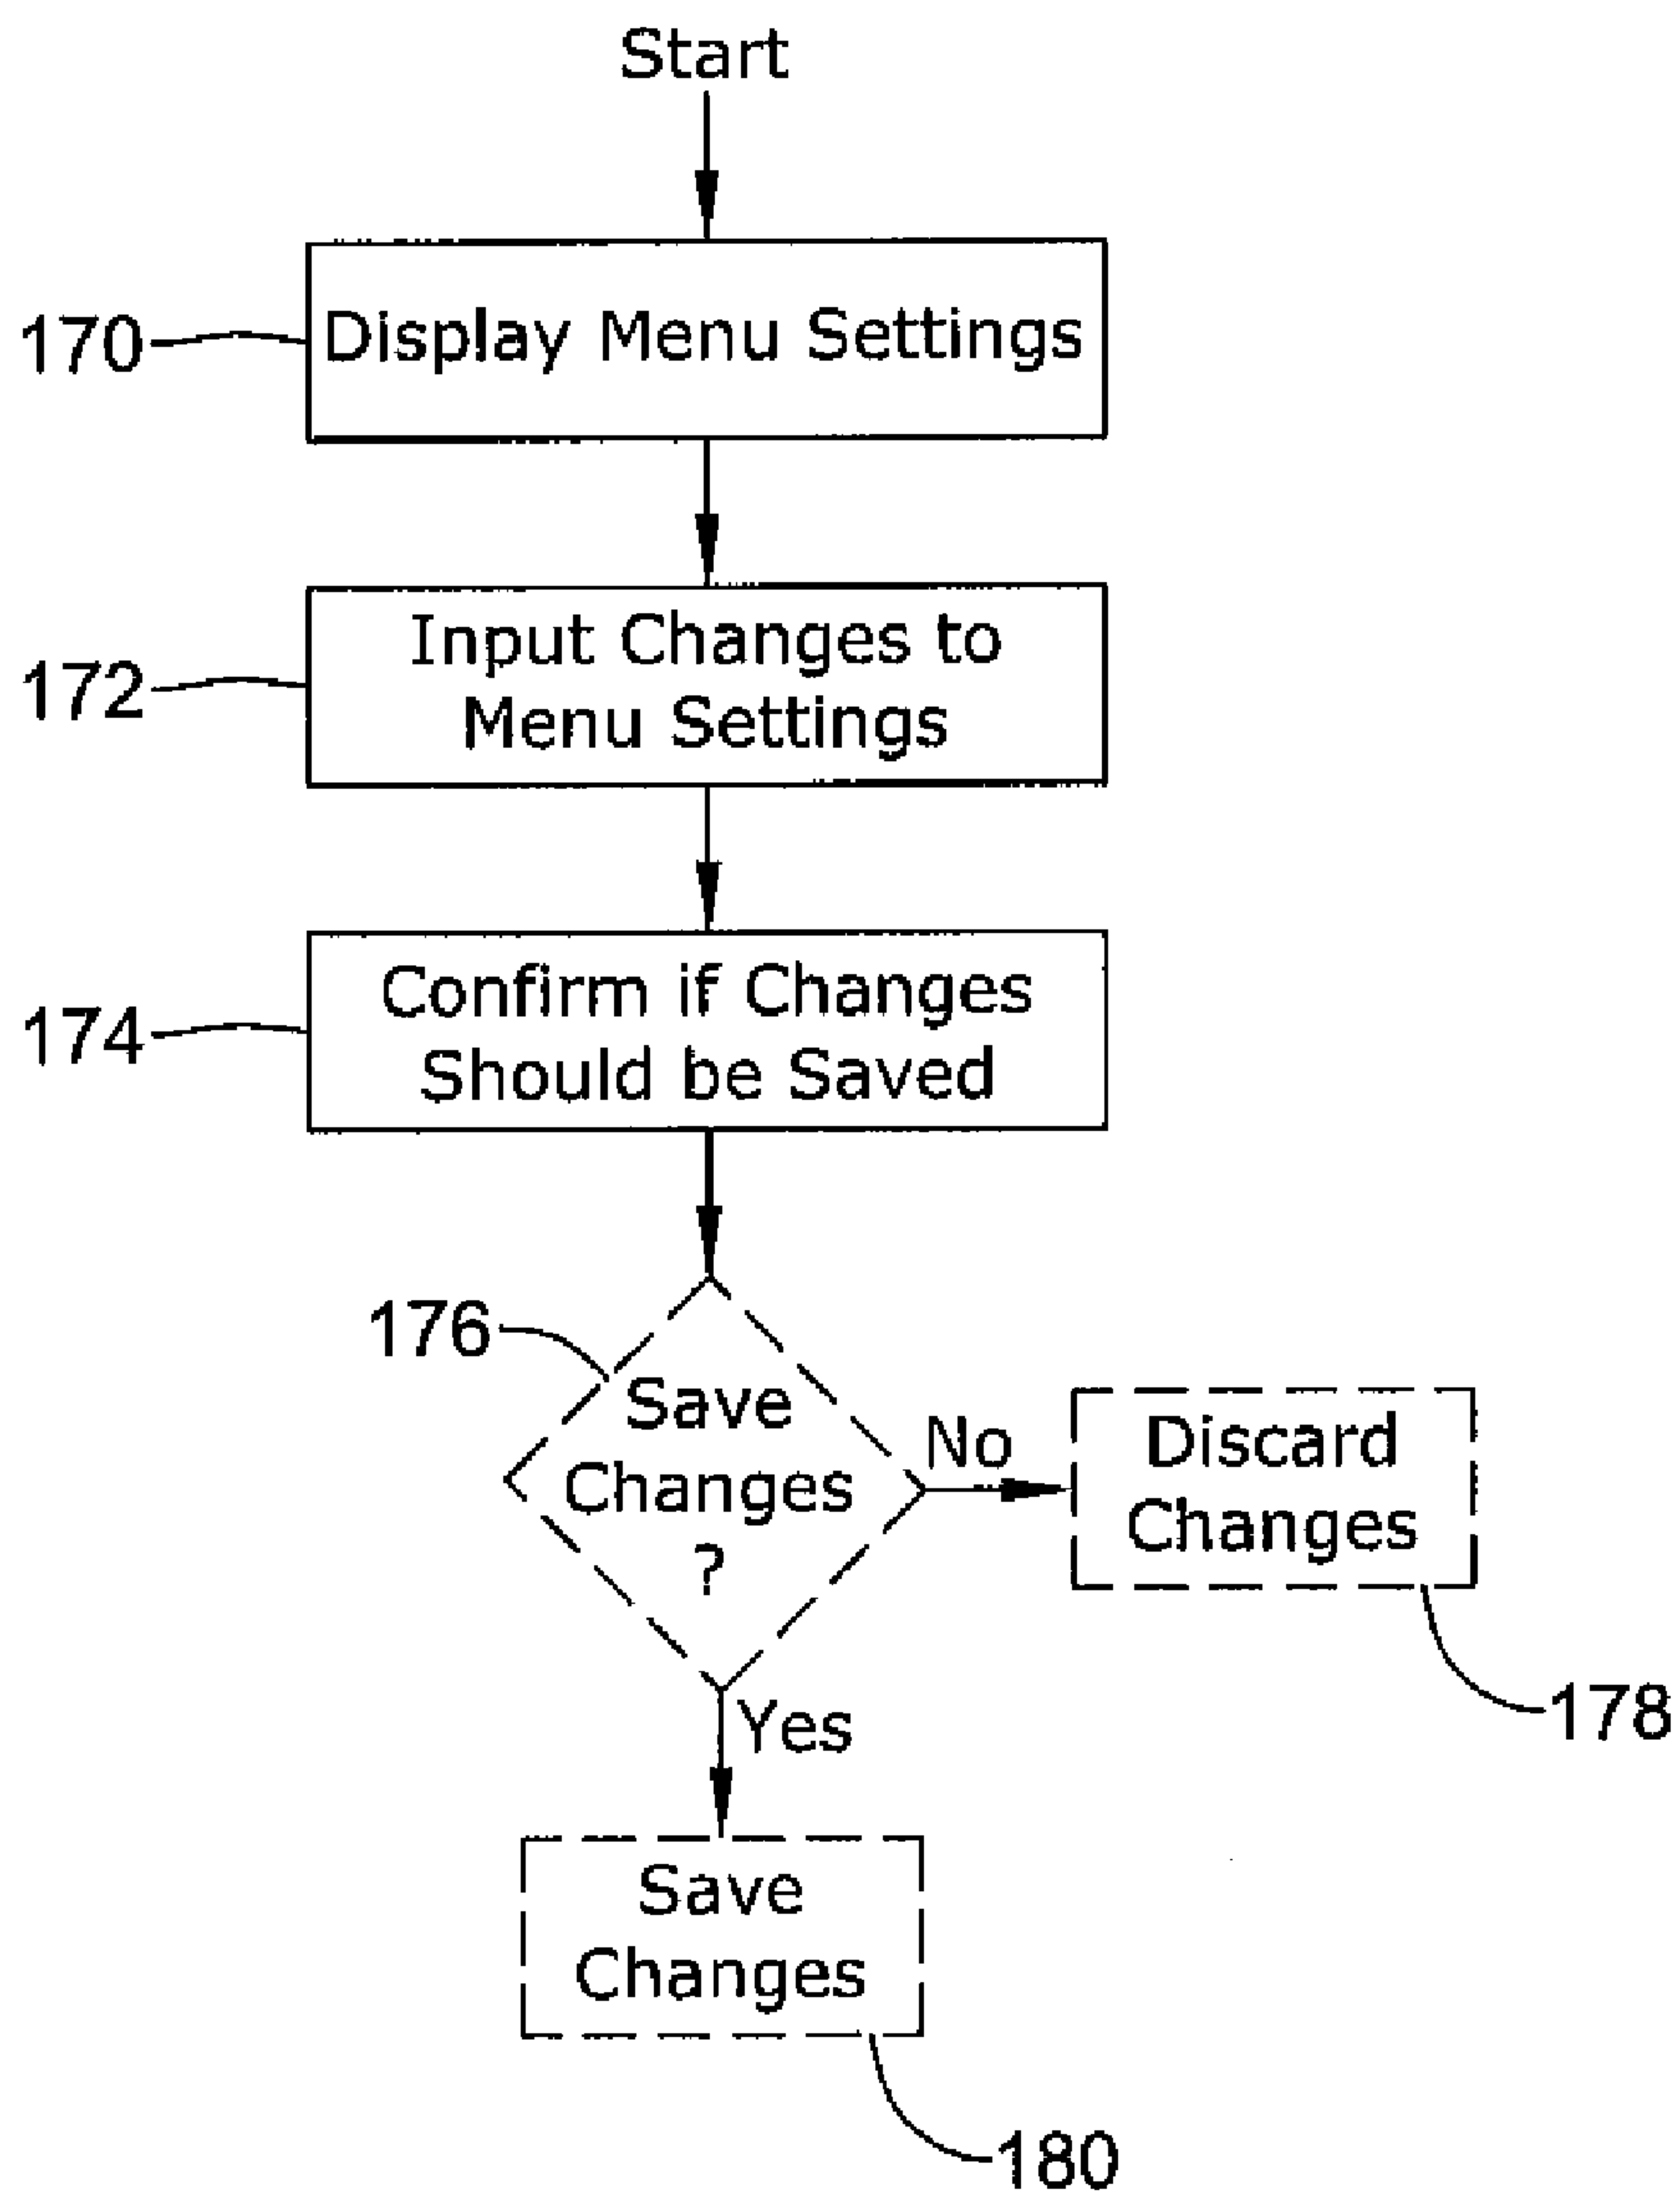 Start
170
Display Menu Settings
172
Input Changes to
Menu Settings
174
Confirm if Changes
Should be Saved
176
Save
Changes
?
No
Discard
Changes
178
Yes
Save
Changes
180